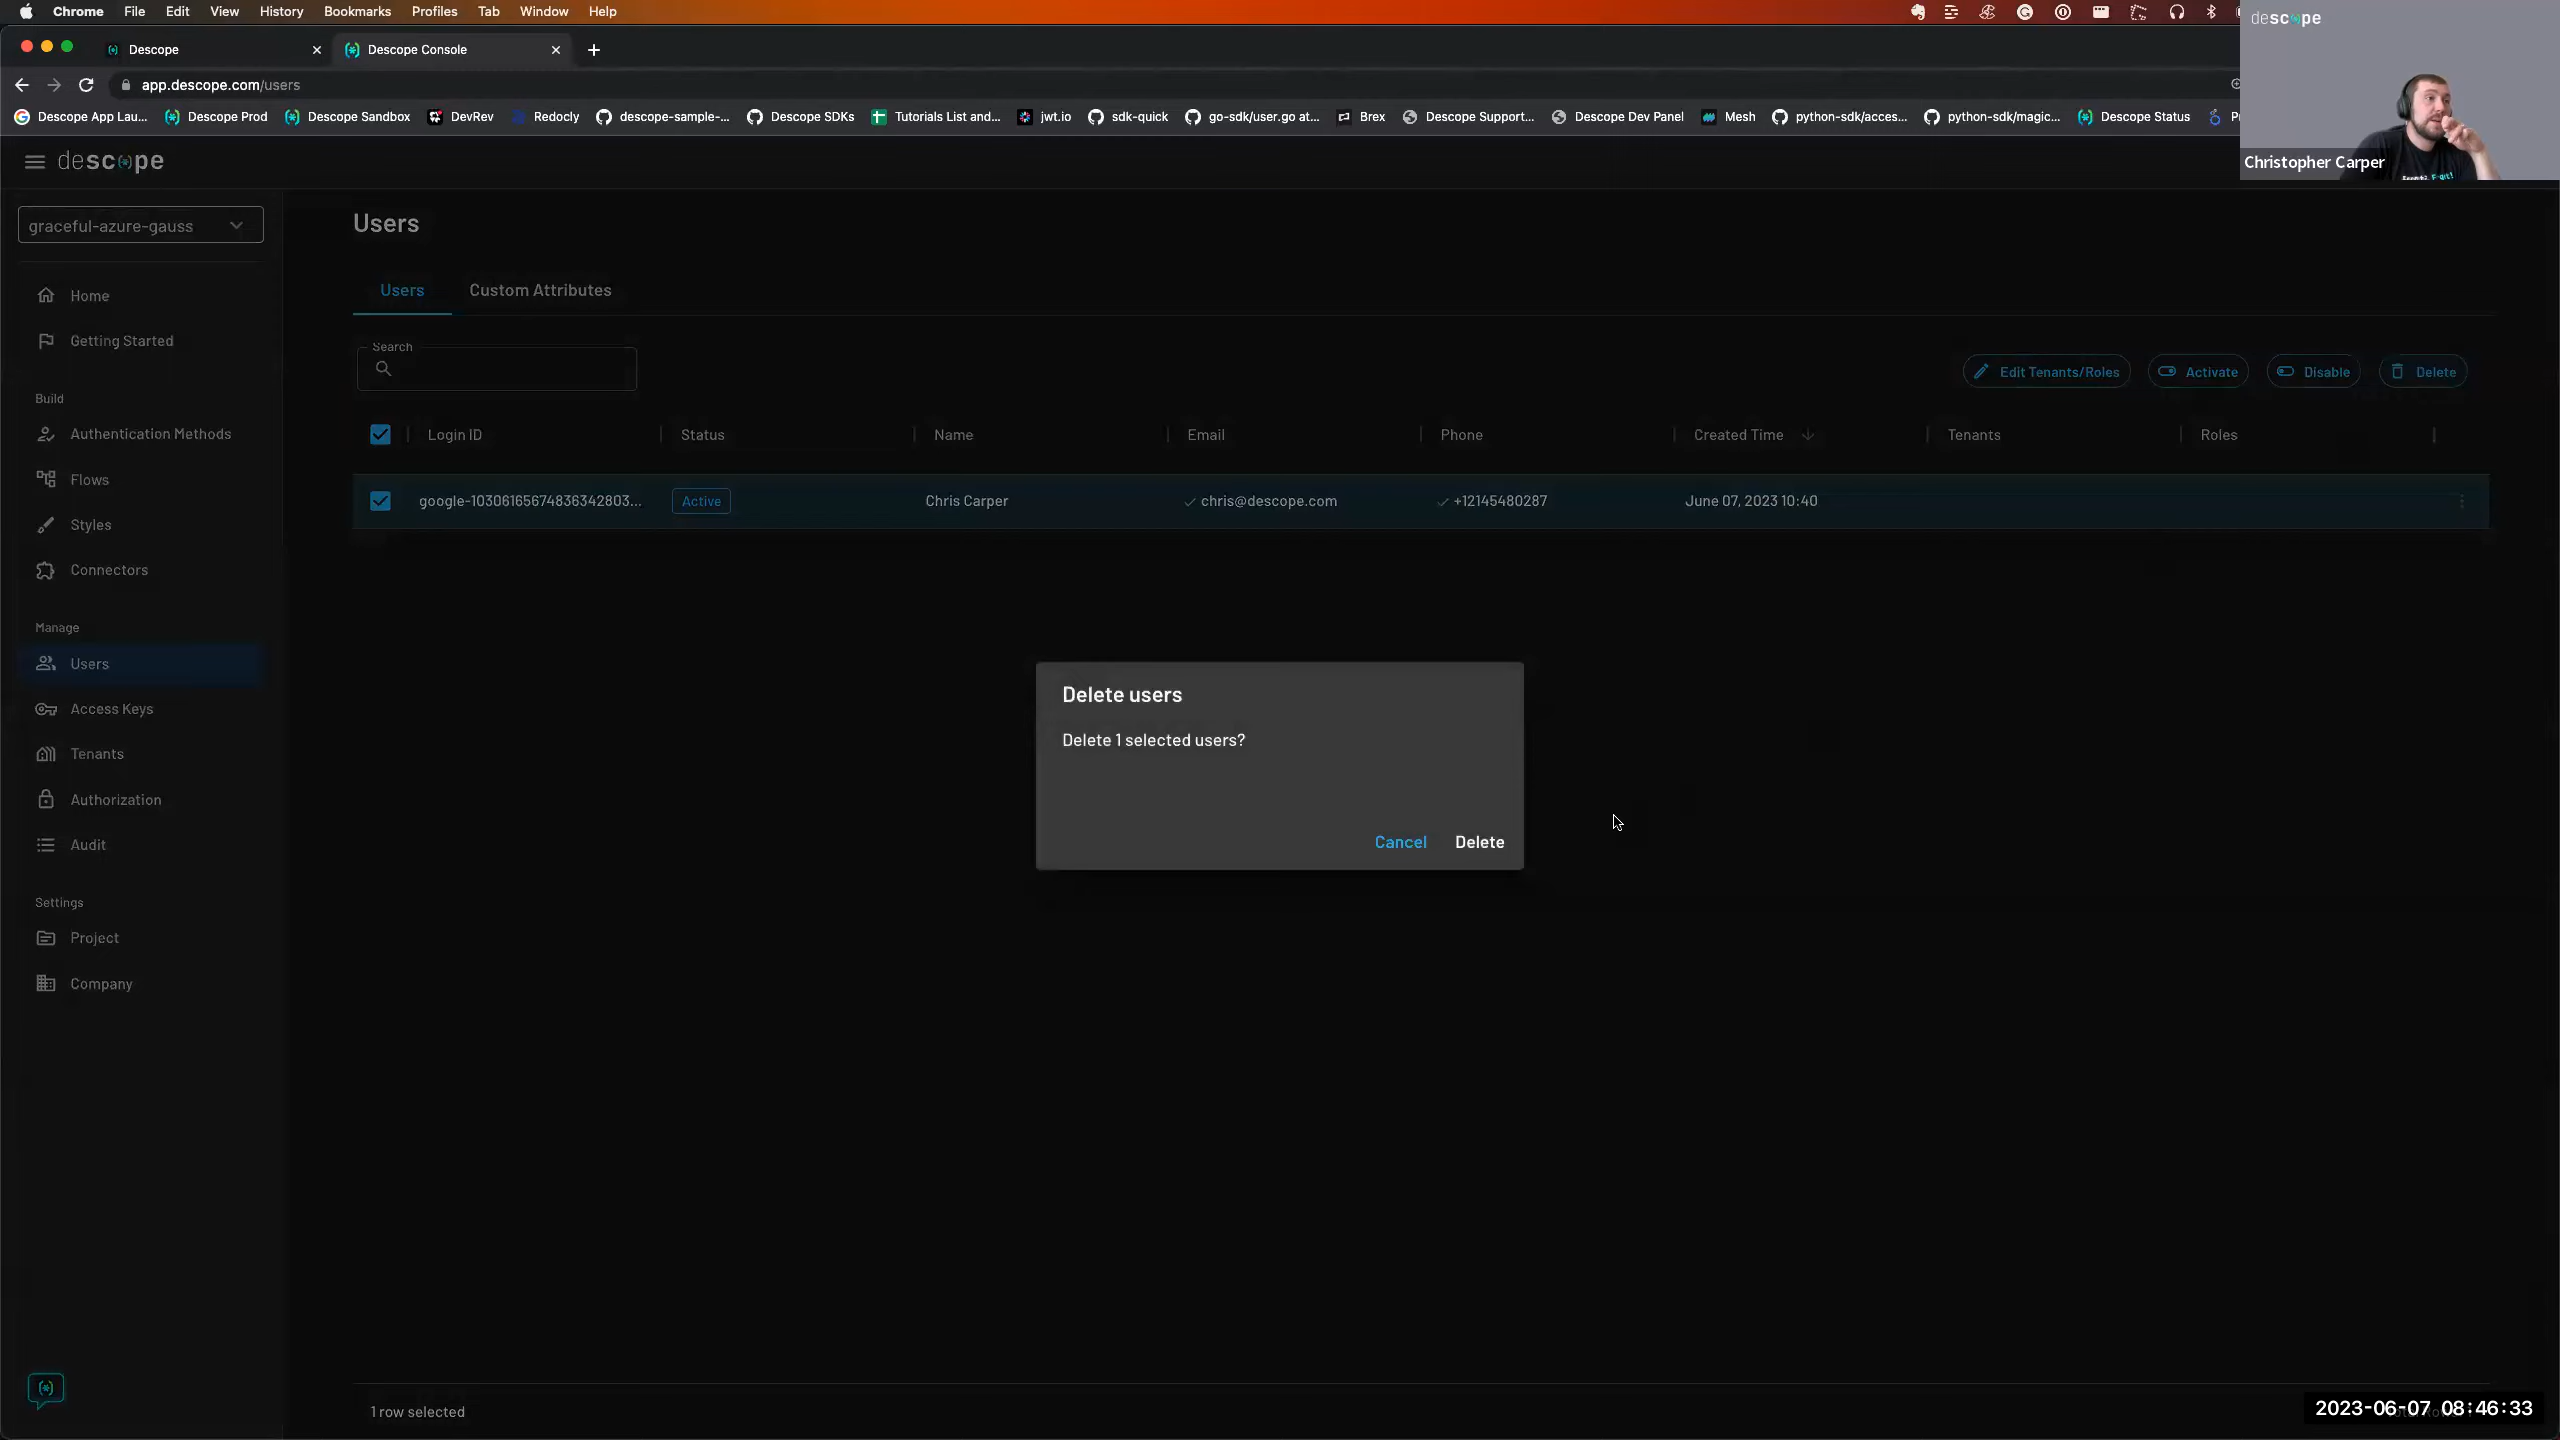 Chrome File Edit View History Bookmarks Profiles Tab Window Help
descope
Descope
Descope Console
app.descope.com/users
Descope App Lau... Descope Prod Descope Sandbox DevRev Redocly descope-sample-... Descope SDKs Tutorials List and... jwt.io sdk-quick go-sdk/user.go at... Brex Descope Support... Descope Dev Panel Mesh python-sdk/acces... python-sdk/magic... Descope Status
Christopher Carper
descope
graceful-azure-gauss
Home
Getting Started
Build
Authentication Methods
Flows
Styles
Connectors
Manage
Users
Access Keys
Tenants
Authorization
Audit
Settings
Project
Company
Users
Users Custom Attributes
Search
Edit Tenants/Roles Activate Disable Delete
Login ID Status Name Email Phone Created Time Tenants Roles
google-10306165674836342803... Active Chris Carper chris@descope.com +12145480287 June 07, 2023 10:40
Delete users
Delete 1 selected users?
Cancel Delete
1 row selected
2023-06-07 08:46:33